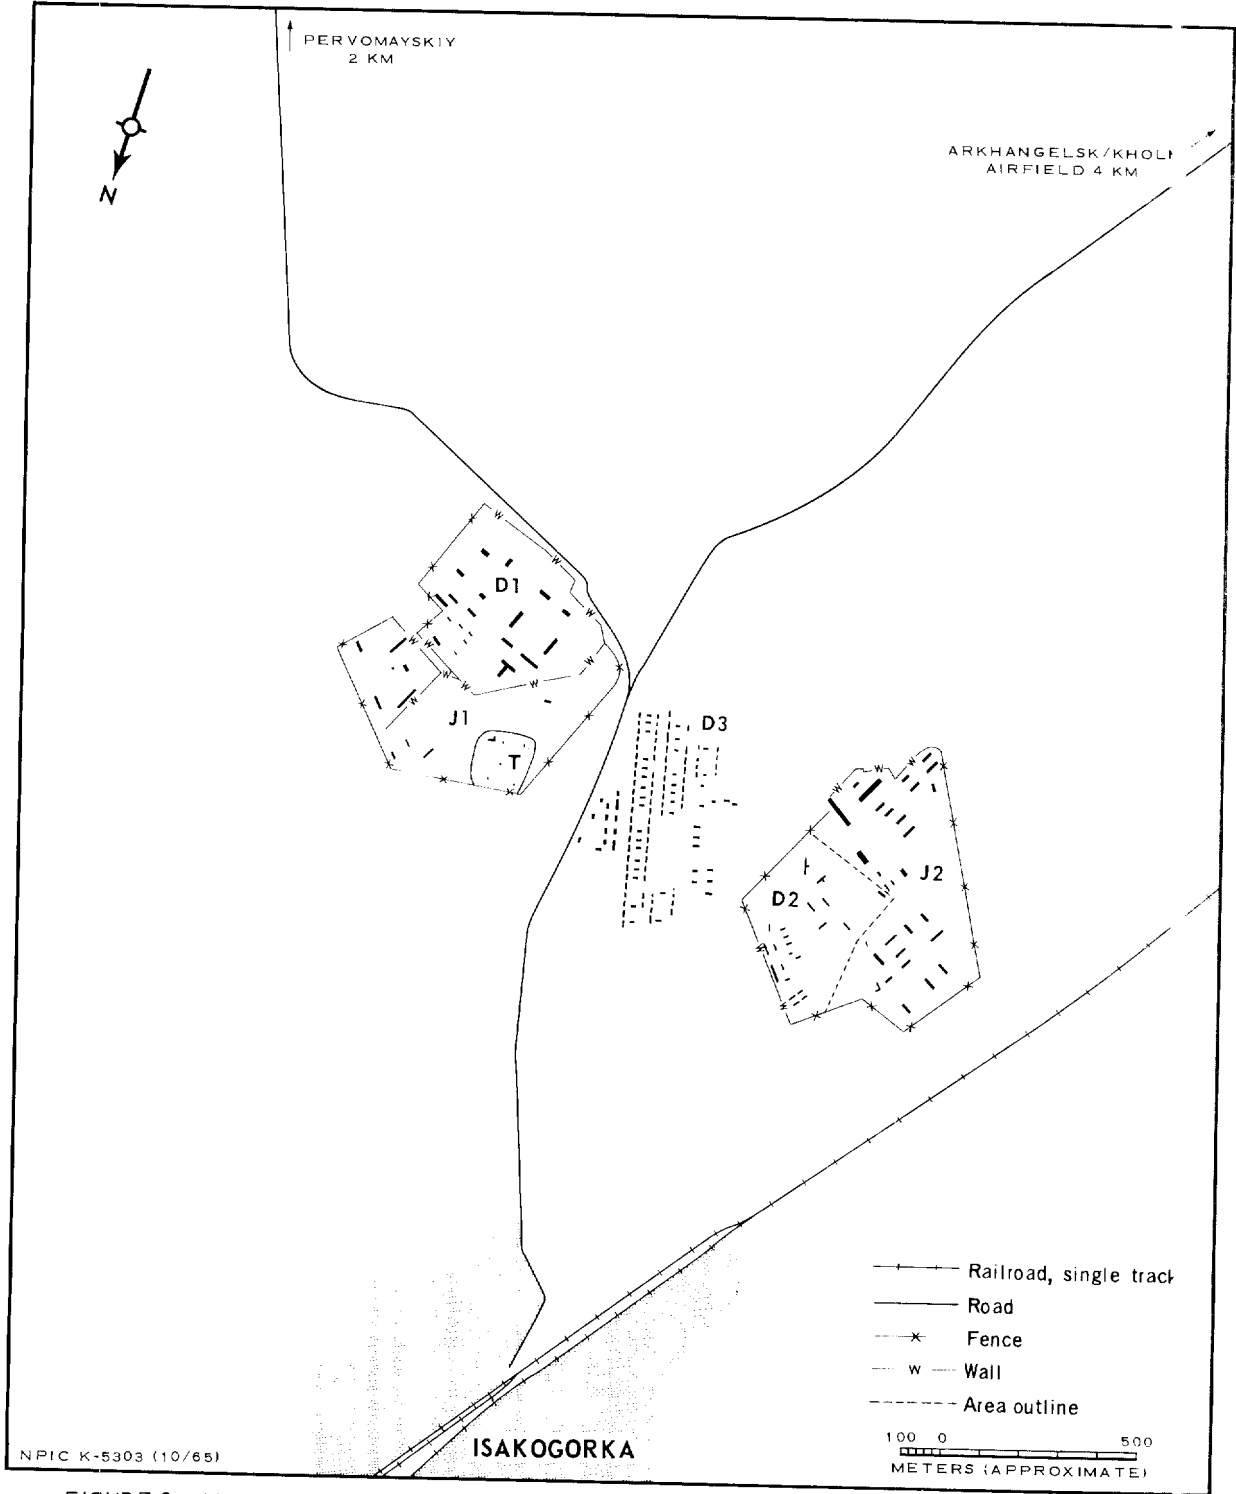 PERVOMAYSKIY
2 KM
N
ARKHANGELSK/KHOL
AIRFIELD 4 KM
D1
J1
T
D3
D2
J2
Railroad, single track
Road
Fence
W Wall
Area outline
100 0 500
METERS (APPROXIMATE)
ISAKOGORKA
NPIC K-5303 (10/65)